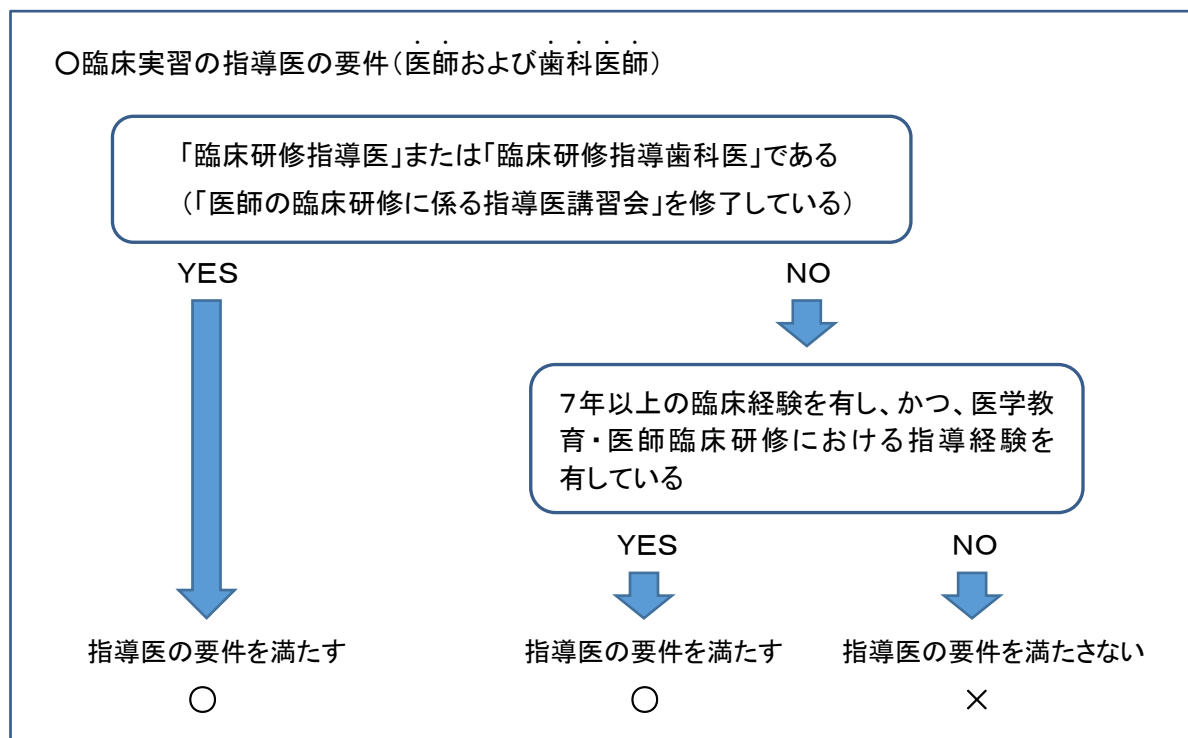 〇臨床実習の指導医の要件（医師および歯科医師）
「臨床研修指導医」または「臨床研修指導歯科医」である
（「医師の臨床研修に係る指導医講習会」を修了している）
YES
NO
７年以上の臨床経験を有し、かつ、医学教
育・医師臨床研修における指導経験を
有している
YES
NO
指導医の要件を満たす
指導医の要件を満たす
指導医の要件を満たさない
〇
〇
×